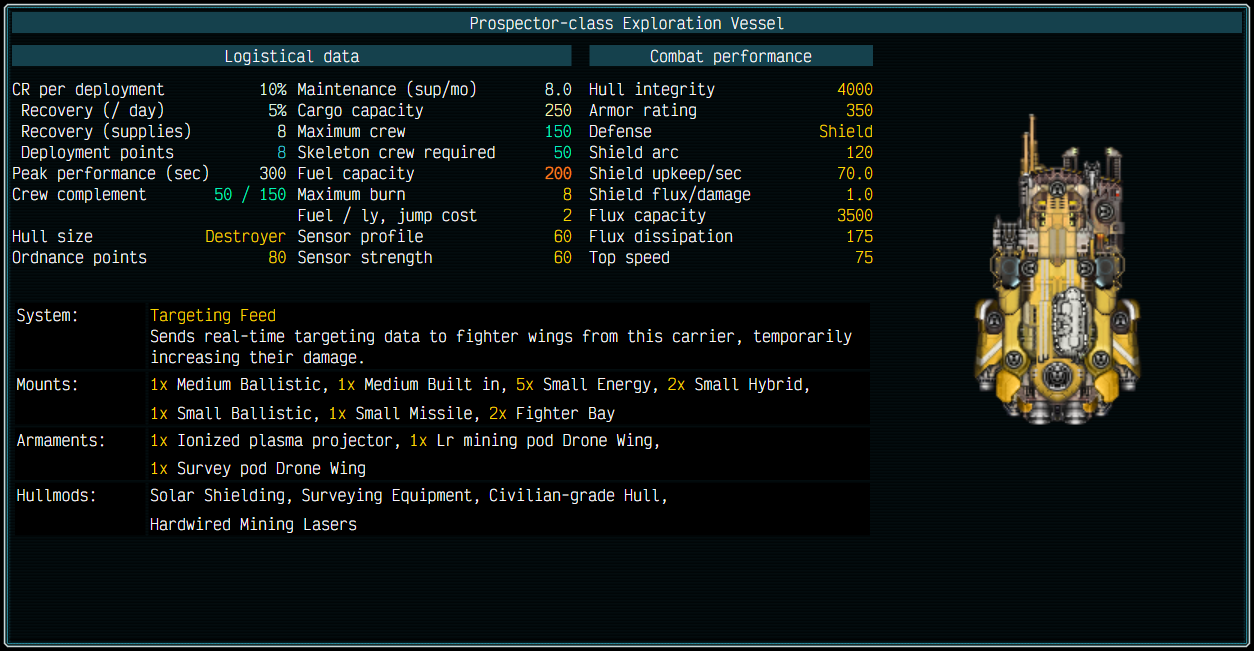 Prospector-class Exploration Vessel
Logistical data Combat performance
CR per deployment 10% Maintenance (sup/mo) 8.0 Hull integrity 4000
Recovery (/ day) 5% Cargo capacity 250 Armor rating 350
Recovery (supplies) 8 Maximum crew 150 Defense Shield
Deployment points 8 Skeleton crew required 50 Shield arc 120
Peak performance (sec) 300 Fuel capacity 200 Shield upkeep/sec 70.0
Crew complement 50 / 150 Maximum burn 8 Shield flux/damage 1.0
Fuel / ly, jump cost 2 Flux capacity 3500
Hull size Destroyer Sensor profile 60 Flux dissipation 175
Ordnance points 80 Sensor strength 60 Top speed 75
System: Targeting Feed
Sends real-time targeting data to fighter wings from this carrier, temporarily
increasing their damage.
Mounts: 1x Medium Ballistic, 1x Medium Built in, 5x Small Energy, 2x Small Hybrid,
1x Small Ballistic, 1x Small Missile, 2x Fighter Bay
Armaments: 1x Ionized plasma projector, 1x Lr mining pod Drone Wing,
1x Survey pod Drone Wing
Hullmods: Solar Shielding, Surveying Equipment, Civilian-grade Hull,
Hardwired Mining Lasers